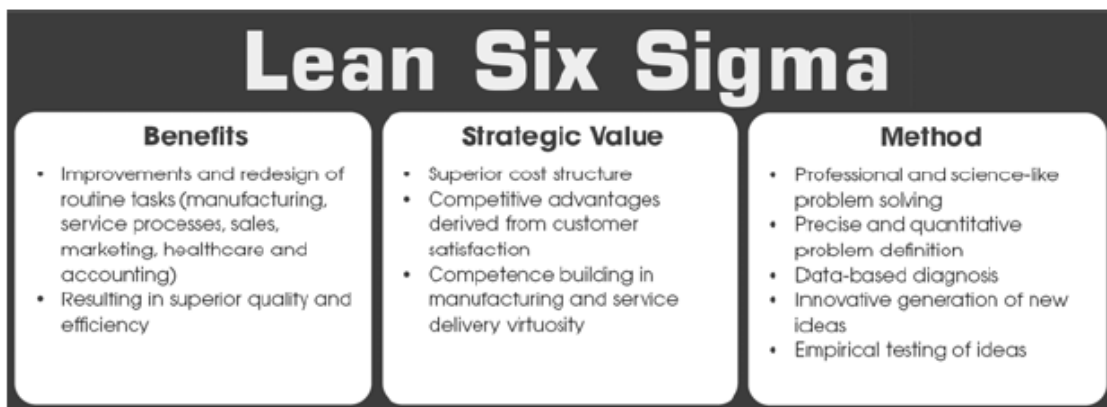 Lean Six Sigma
Benefits
• Improvements and redesign of
routine tasks (manufacturing,
service processes, sales,
marketing, healthcare and
accounting)
• Resulting in superior quality and
efficiency
Strategic Value
• Superior cost structure
• Competitive advantages
derived from customer
satisfaction
• Competence building in
manufacturing and service
delivery virtuosity
Method
• Professional and science-like
problem solving
• Precise and quantitative
problem definition
• Data-based diagnosis
• Innovative generation of new
ideas
• Empirical testing of ideas